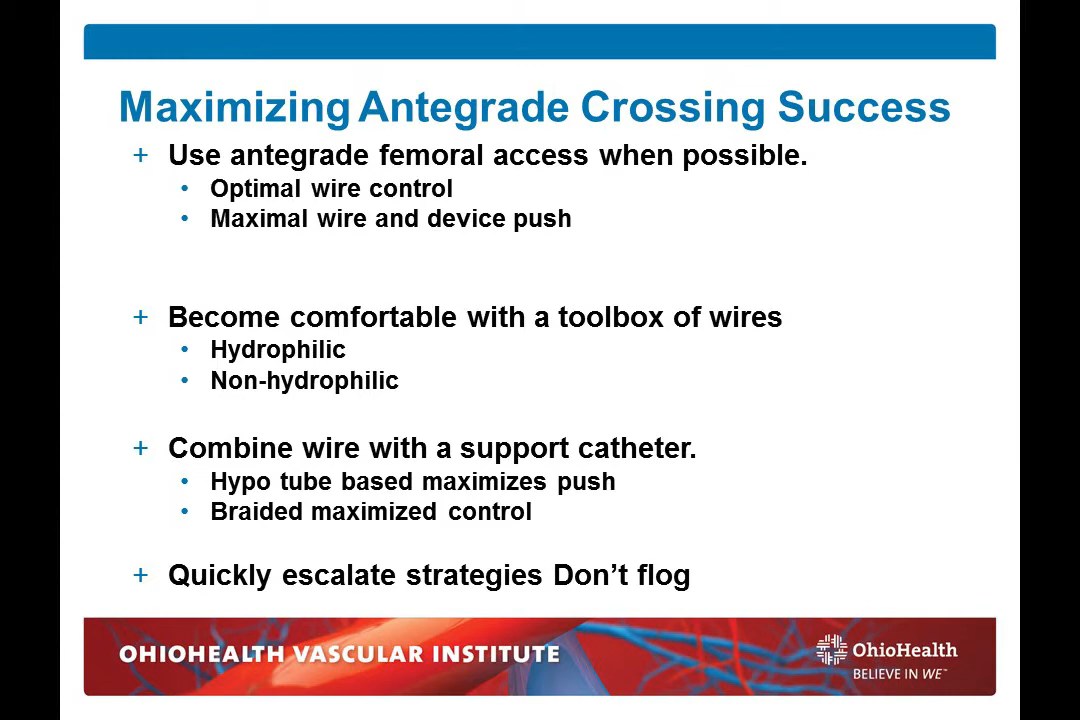 Maximizing Antegrade Crossing Success
+ Use antegrade femoral access when possible.
• Optimal wire control
• Maximal wire and device push
+ Become comfortable with a toolbox of wires
• Hydrophilic
• Non-hydrophilic
+ Combine wire with a support catheter.
• Hypo tube based maximizes push
• Braided maximized control
+ Quickly escalate strategies Don’t flog
OHIOHEALTH VASCULAR INSTITUTE
OhioHealth
BELIEVE IN WE™